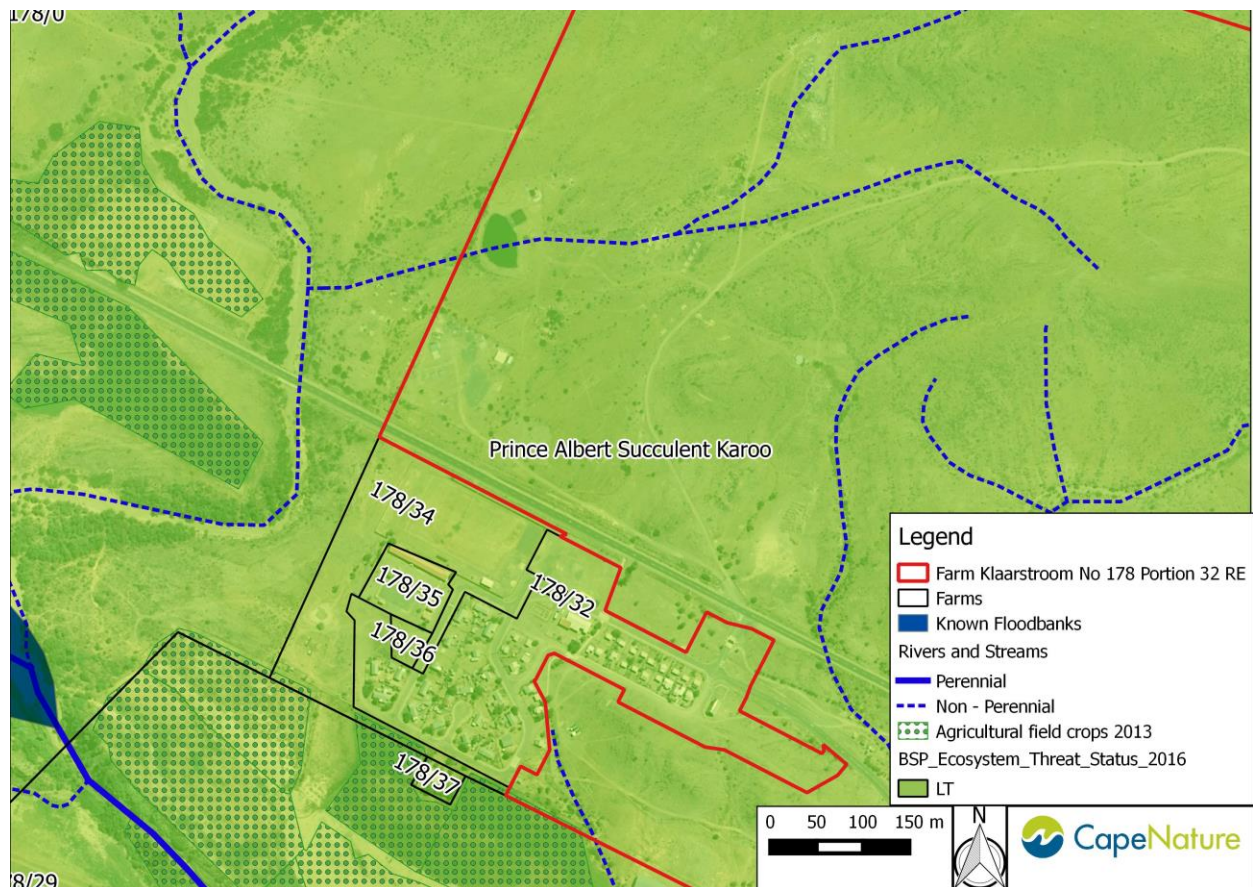 178/0
Prince Albert Succulent Karoo
178/34
178/35
178/32
178/36
178/37
8/29
Legend
Farm Klaarstroom No 178 Portion 32 RE
Farms
Known Floodbanks
Rivers and Streams
Perennial
Non - Perennial
Agricultural field crops 2013
BSP_Ecosystem_Threat_Status_2016
LT
0 50 100 150 m
N
CapeNature